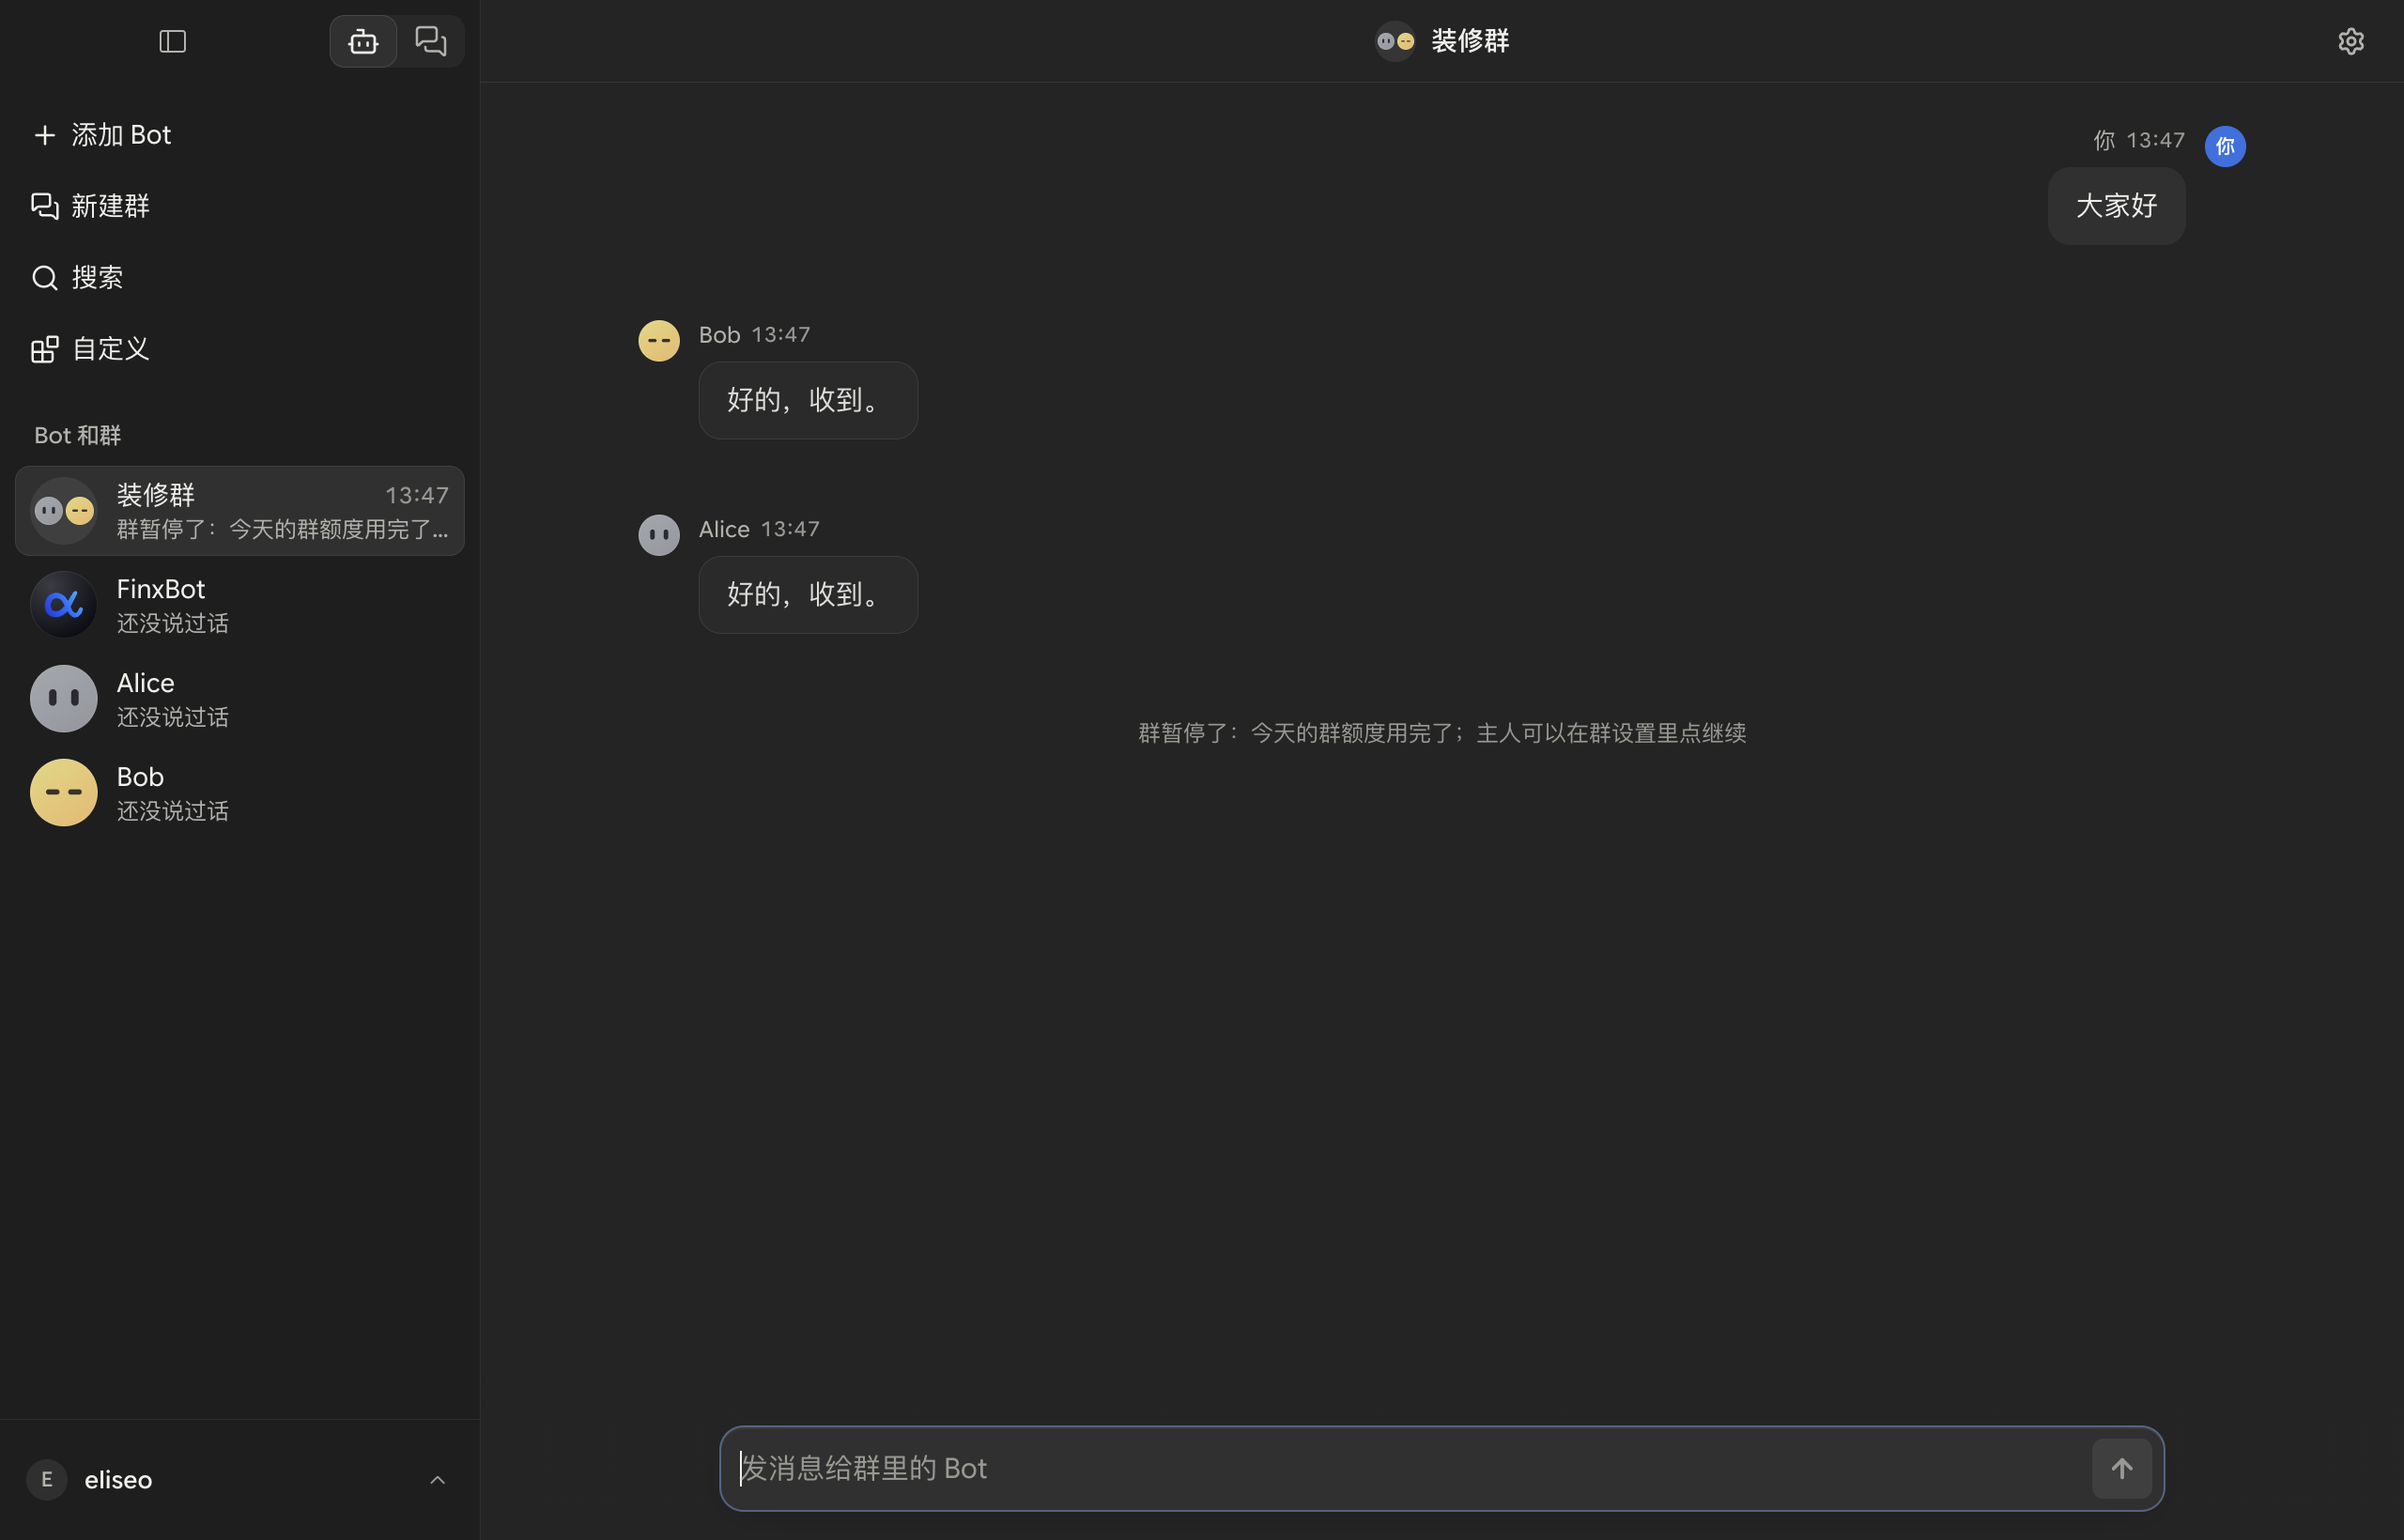 添加 Bot
新建群
搜索
自定义
Bot 和群
装修群 13:47
群暂停了：今天的群额度用完了...
FinxBot
还没说过话
Alice
还没说过话
Bob
还没说过话
E eliseo
装修群
你 13:47 你
大家好
Bob 13:47
好的，收到。
Alice 13:47
好的，收到。
群暂停了：今天的群额度用完了；主人可以在群设置里点继续
发消息给群里的 Bot